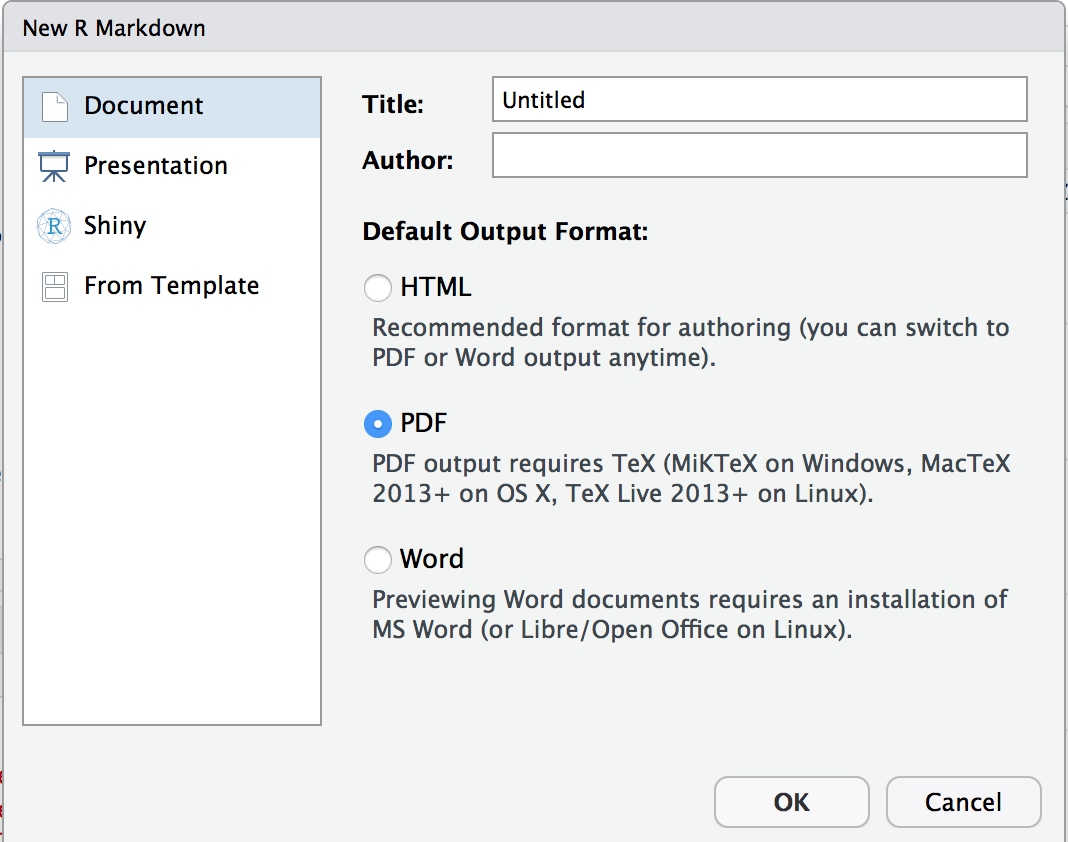 New R Markdown
Document
Presentation
R Shiny
From Template
Title: Untitled
Author:
Default Output Format:
HTML
Recommended format for authoring (you can switch to
PDF or Word output anytime).
PDF
PDF output requires TeX (MiKTeX on Windows, MacTeX
2013+ on OS X, TeX Live 2013+ on Linux).
Word
Previewing Word documents requires an installation of
MS Word (or Libre/Open Office on Linux).
OK Cancel